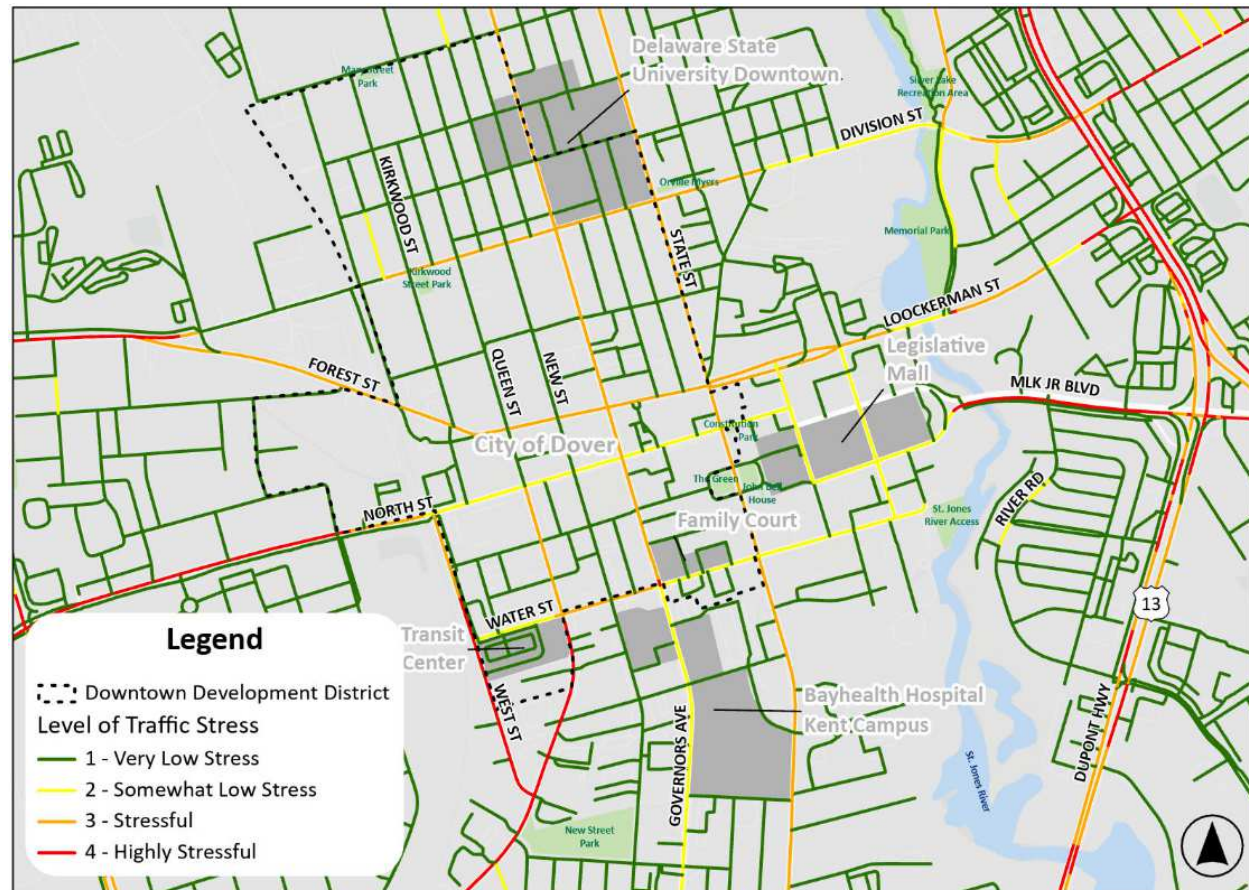 Delaware State
University Downtown
Silver Lake
Recreation Area
Park
DIVISION ST
KIRKWOOD ST
Orville Myers
STATE ST
Memorial Park
Kirkwood
Street Park
LOOCKERMAN ST
Legislative
Mall
MLK JR BLVD
FOREST ST
QUEEN ST
NEW ST
City of Dover
Constitution
Park
The Green
John Bell
House
NORTH ST
Family Court
St. Jones
River Access
RIVER RD
13
WATER ST
Transit
Center
WEST ST
Bayhealth Hospital
Kent Campus
GOVERNORS AVE
DUPONT HWY
St. Jones River
New Street
Park
Legend
Downtown Development District
Level of Traffic Stress
1 - Very Low Stress
2 - Somewhat Low Stress
3 - Stressful
4 - Highly Stressful